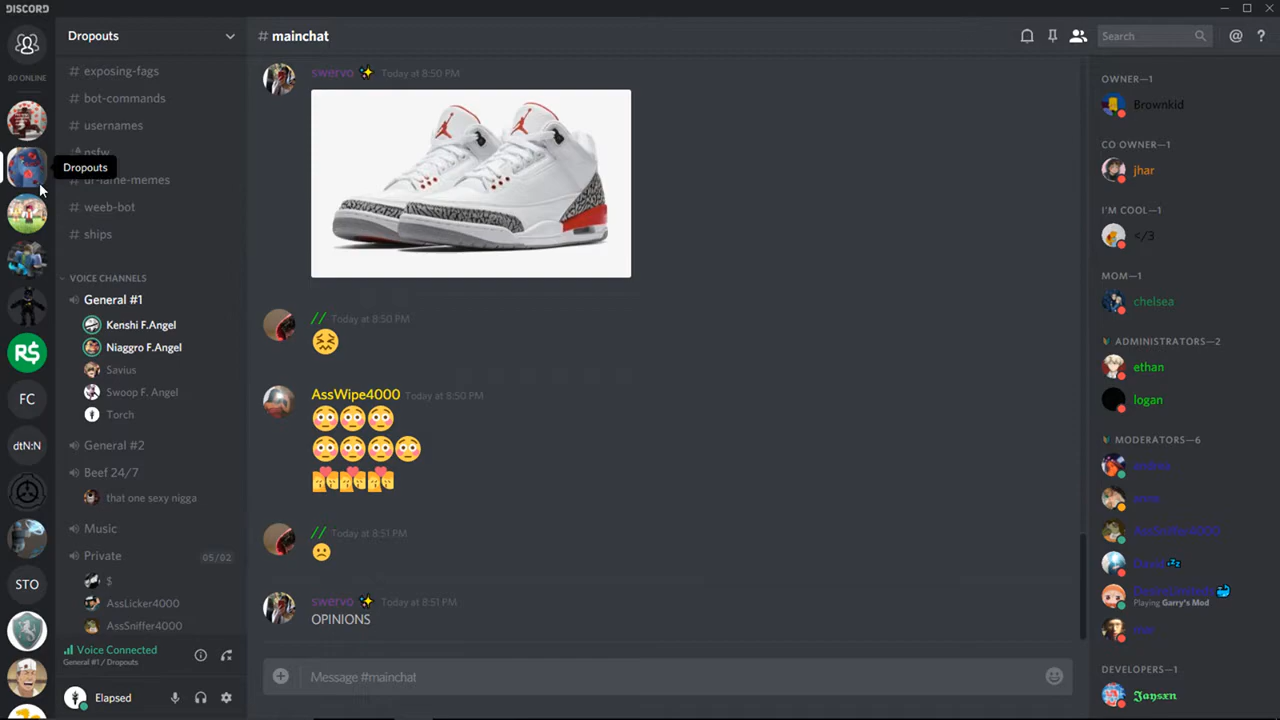 DISCORD
80 ONLINE
Dropouts
R$
FC
dtN:N
STO
Dropouts
# exposing-fags
# bot-commands
# usernames
nsfw
# ships
# weeb-bot
VOICE CHANNELS
General #1
Kenshi F.Angel
Niaggro F.Angel
Savius
Swoop F. Angel
Torch
General #2
Beef 24/7
that one sexy nigga
Music
Private 05/02
$
AssLicker4000
AssSniffer4000
Voice Connected
General #1 / Dropouts
Elapsed
# mainchat
Search
@ ?
swervo ✨ Today at 8:50 PM
// Today at 8:50 PM
😖
AssWipe4000 Today at 8:50 PM
😳😳😳
😳😳😳😳
// Today at 8:51 PM
🙁
swervo ✨ Today at 8:51 PM
OPINIONS
Message #mainchat
OWNER—1
Brownkid
CO OWNER—1
jhar
I'M COOL—1
</3
MOM—1
chelsea
ADMINISTRATORS—2
ethan
logan
MODERATORS—6
AssSniffer4000
Playing Garry's Mod
DEVELOPERS—1
Jaysxn